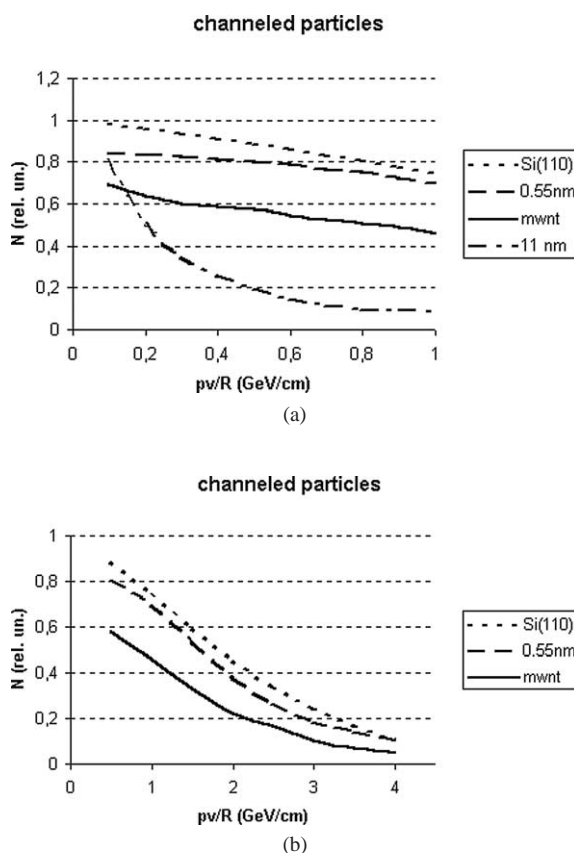 channeled particles
N (rel. un.)
1,2
1
0,8
0,6
0,4
0,2
0
0
0,2
0,4
0,6
0,8
1
pv/R (GeV/cm)
Si(110)
0.55nm
mwnt
11 nm
(a)
channeled particles
N (rel. un.)
1
0,8
0,6
0,4
0,2
0
0
1
2
3
4
pv/R (GeV/cm)
Si(110)
0.55nm
mwnt
(b)